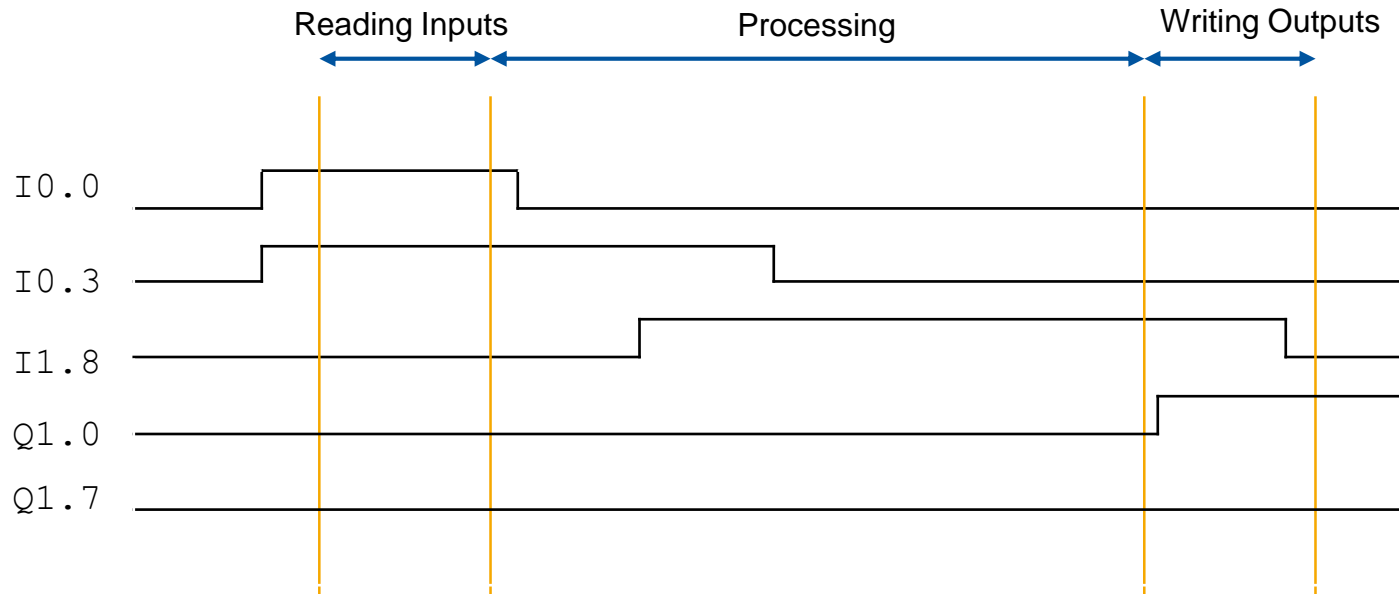 Reading Inputs
Processing
Writing Outputs
I0.0
I0.3
I1.8
Q1.0
Q1.7